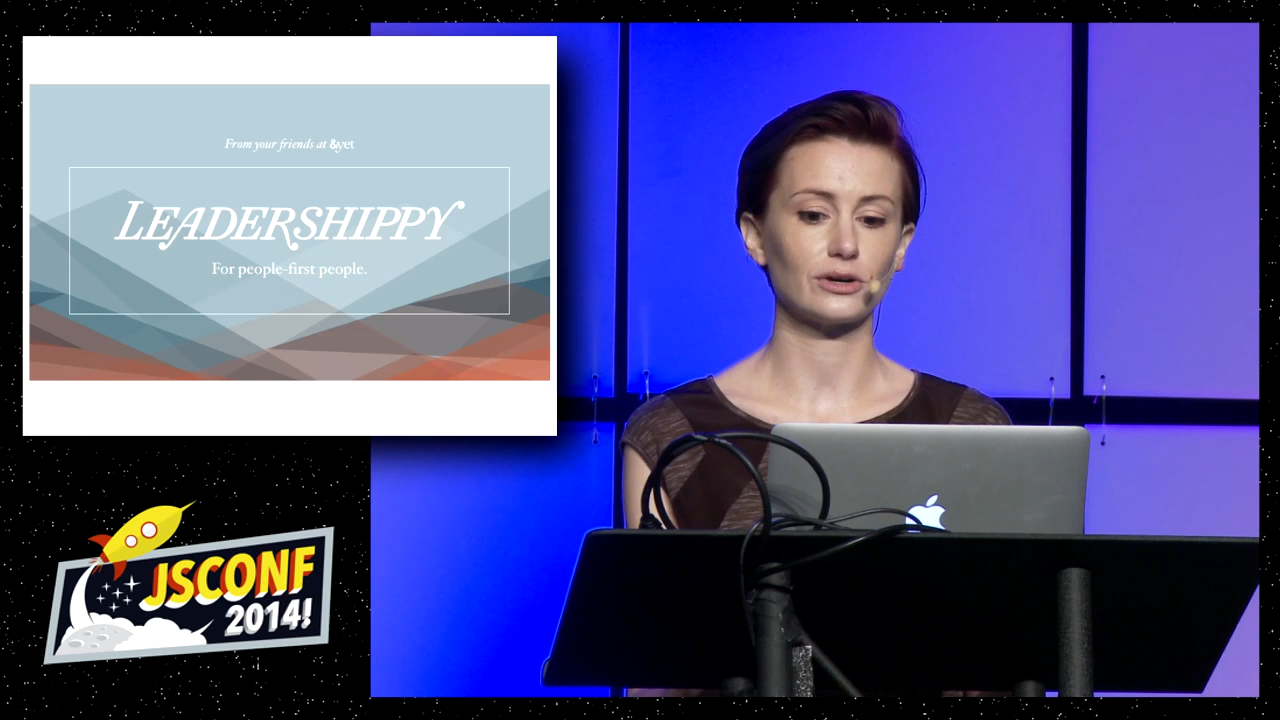 From your friends at &yet
LEADERSHIPPY
For people-first people.
JSCONF
2014!